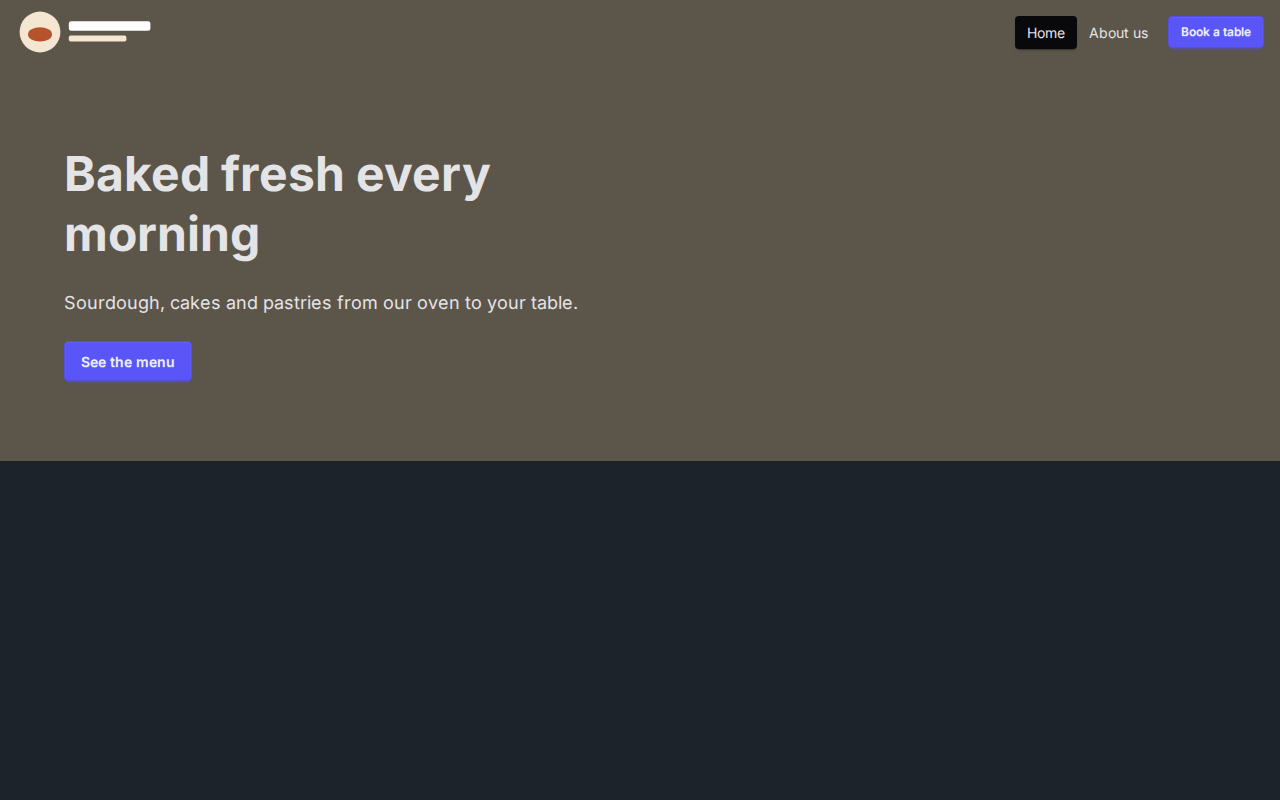 Home
About us
Book a table
Baked fresh every
morning
Sourdough, cakes and pastries from our oven to your table.
See the menu